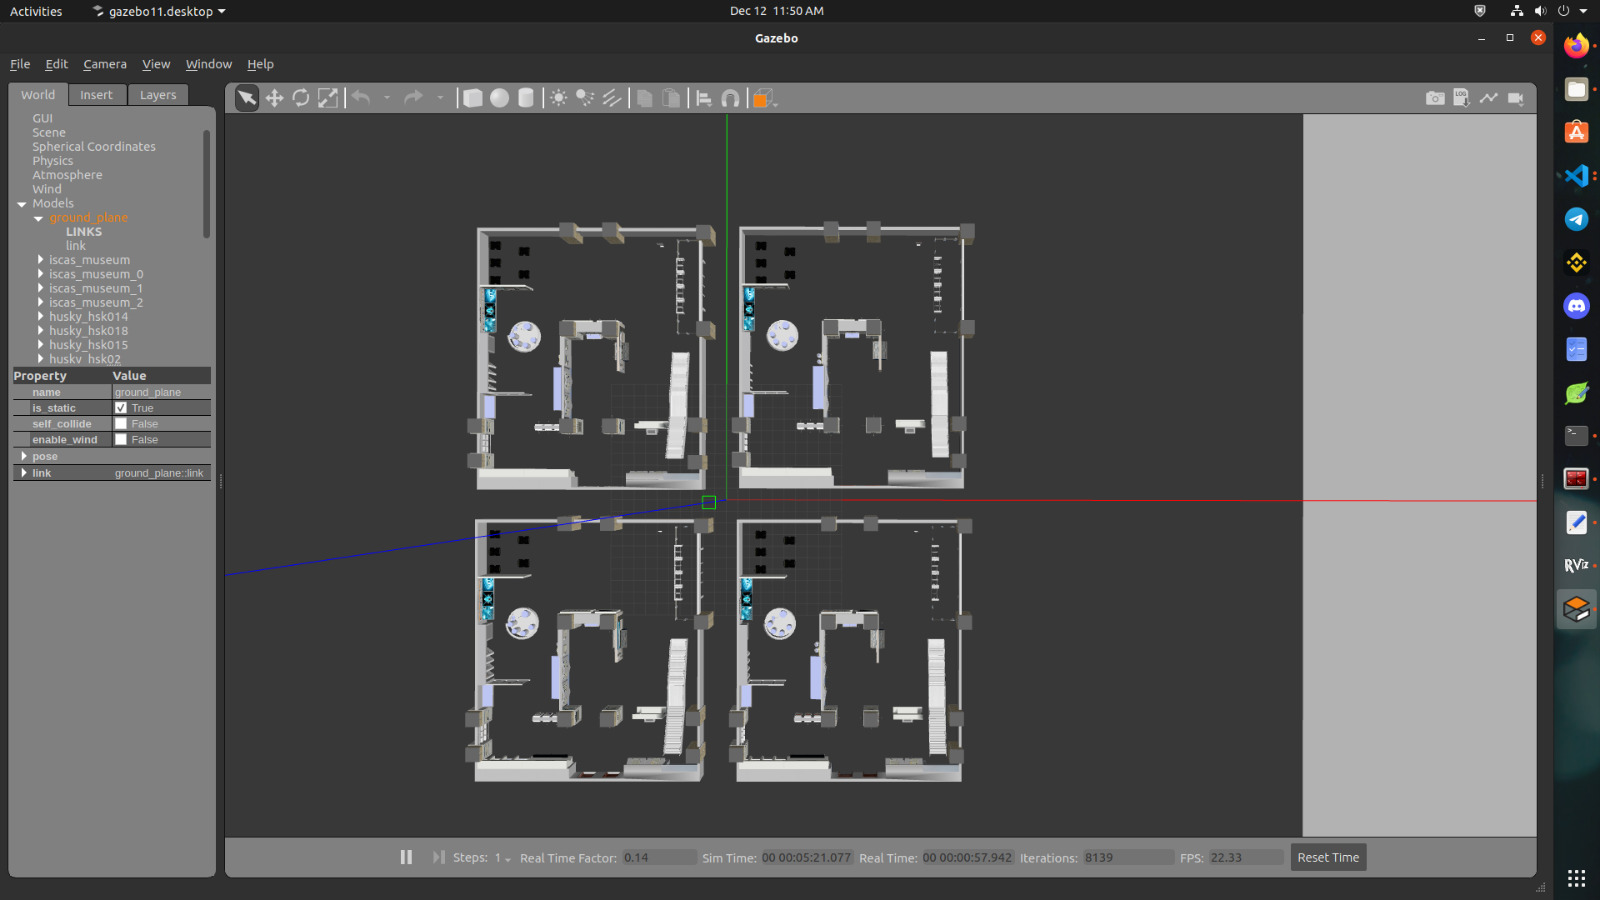 Activities gazebo11.desktop Dec 12 11:50 AM
Gazebo
File Edit Camera View Window Help
World Insert Layers
GUI
Scene
Spherical Coordinates
Physics
Atmosphere
Wind
Models
ground_plane
LINKS
link
iscas_museum
iscas_museum_0
iscas_museum_1
iscas_museum_2
husky_hsk014
husky_hsk018
husky_hsk015
husky_hsk02
Property Value
name ground_plane
is_static True
self_collide False
enable_wind False
pose
link ground_plane::link
LOG
RViz
Steps: 1 Real Time Factor: 0.14 Sim Time: 00 00:05:21.077 Real Time: 00 00:00:57.942 Iterations: 8139 FPS: 22.33 Reset Time